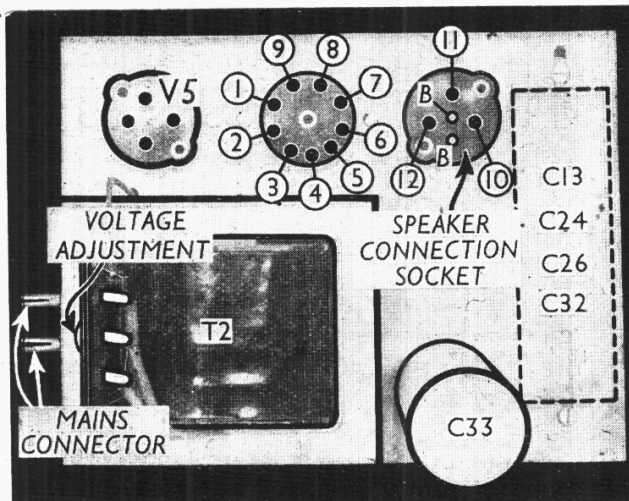 11
9
8
V5
1
7
B
2
6
B
3
4
5
12
10
C13
VOLTAGE
ADJUSTMENT
SPEAKER
CONNECTION
SOCKET
C24
C26
C32
T2
MAINS
CONNECTOR
C33